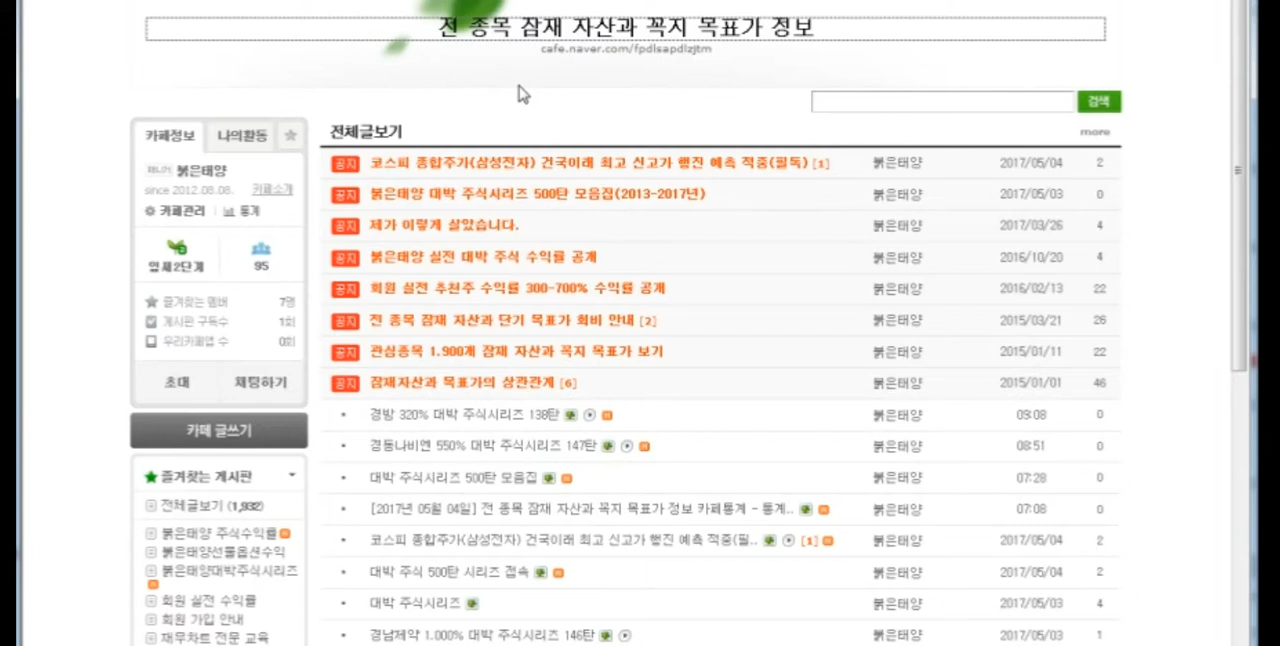 전 종목 잠재 자산과 꼭지 목표가 정보
cafe.naver.com/fpdlsapdlzjtm
검색
카페정보 나의활동
전체글보기 more
매니저 붉은태양
since 2012.08.08. 카페소개
카페관리 통계
잎새2단계 95
즐겨찾는 멤버 7명
게시판 구독수 1회
우리카페앱 수 0회
초대 채팅하기
카페 글쓰기
즐겨찾는 게시판
전체글보기 (1,932)
붉은태양 주식수익률
붉은태양선물옵션수익
붉은태양대박주식시리즈
회원 실전 수익률
회원 가입 안내
재무차트 전문 교육
공지 코스피 종합주가(삼성전자) 건국이래 최고 신고가 행진 예측 적중(필독) [1] 붉은태양 2017/05/04 2
공지 붉은태양 대박 주식시리즈 500탄 모음집(2013-2017년) 붉은태양 2017/05/03 0
공지 제가 이렇게 살았습니다. 붉은태양 2017/03/26 4
공지 붉은태양 실전 대박 주식 수익률 공개 붉은태양 2016/10/20 4
공지 회원 실전 추천주 수익률 300-700% 수익률 공개 붉은태양 2016/02/13 22
공지 전 종목 잠재 자산과 단기 목표가 회비 안내 [2] 붉은태양 2015/03/21 26
공지 관심종목 1.900개 잠재 자산과 꼭지 목표가 보기 붉은태양 2015/01/11 22
공지 잠재자산과 목표가의 상관관계 [6] 붉은태양 2015/01/01 46
경방 320% 대박 주식시리즈 138탄 붉은태양 09:08 0
경동나비엔 550% 대박 주식시리즈 147탄 붉은태양 08:51 0
대박 주식시리즈 500탄 모음집 붉은태양 07:28 0
[2017년 05월 04일] 전 종목 잠재 자산과 꼭지 목표가 정보 카페통계 - 통계.. 붉은태양 07:08 0
코스피 종합주가(삼성전자) 건국이래 최고 신고가 행진 예측 적중(필.. [1] 붉은태양 2017/05/04 2
대박 주식 500탄 시리즈 접속 붉은태양 2017/05/04 2
대박 주식시리즈 붉은태양 2017/05/03 4
경남제약 1.000% 대박 주식시리즈 146탄 붉은태양 2017/05/03 1